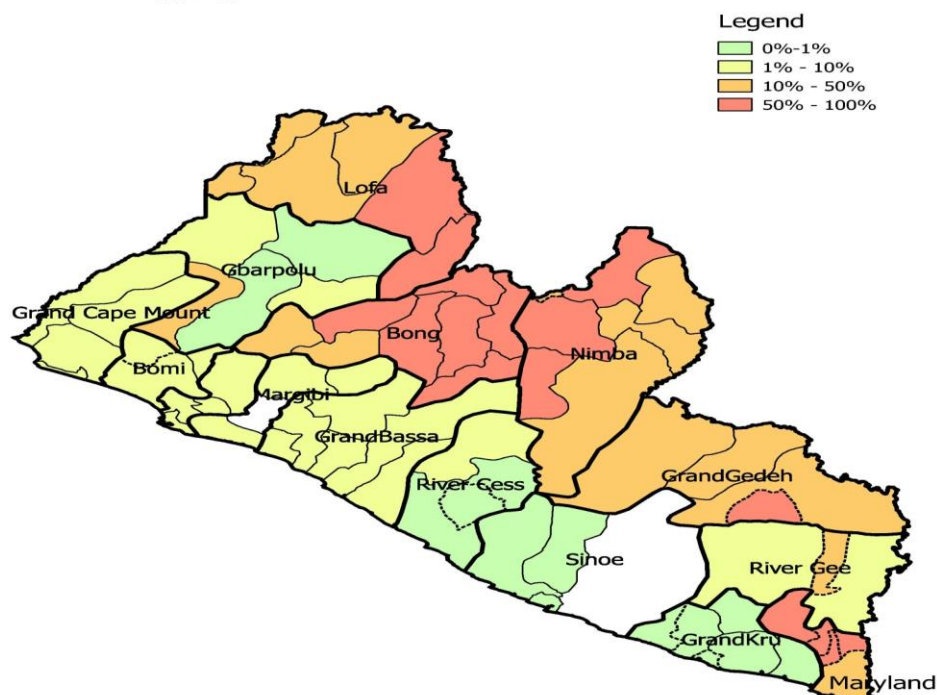 Legend
0%-1%
1% - 10%
10% - 50%
50% - 100%
Lofa
Gbarpolu
Grand Cape Mount
Bong
Nimba
Bomi
Margibi
GrandBassa
GrandGedeh
River Cess
Sinoe
River Gee
GrandKru
Maryland